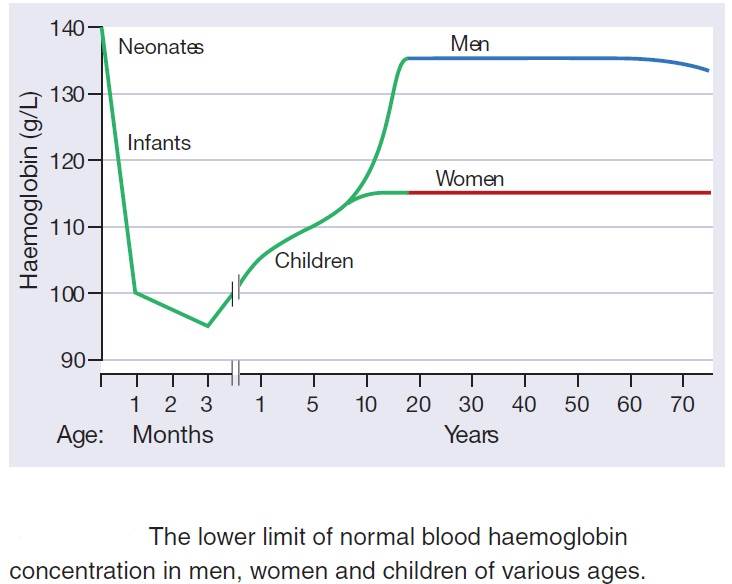 140
Neonates
Men
130
Infants
120
Women
110
Children
100
90
Haemoglobin (g/L)
1 2 3 1 5 10 20 30 40 50 60 70
Age: Months Years
The lower limit of normal blood haemoglobin
concentration in men, women and children of various ages.